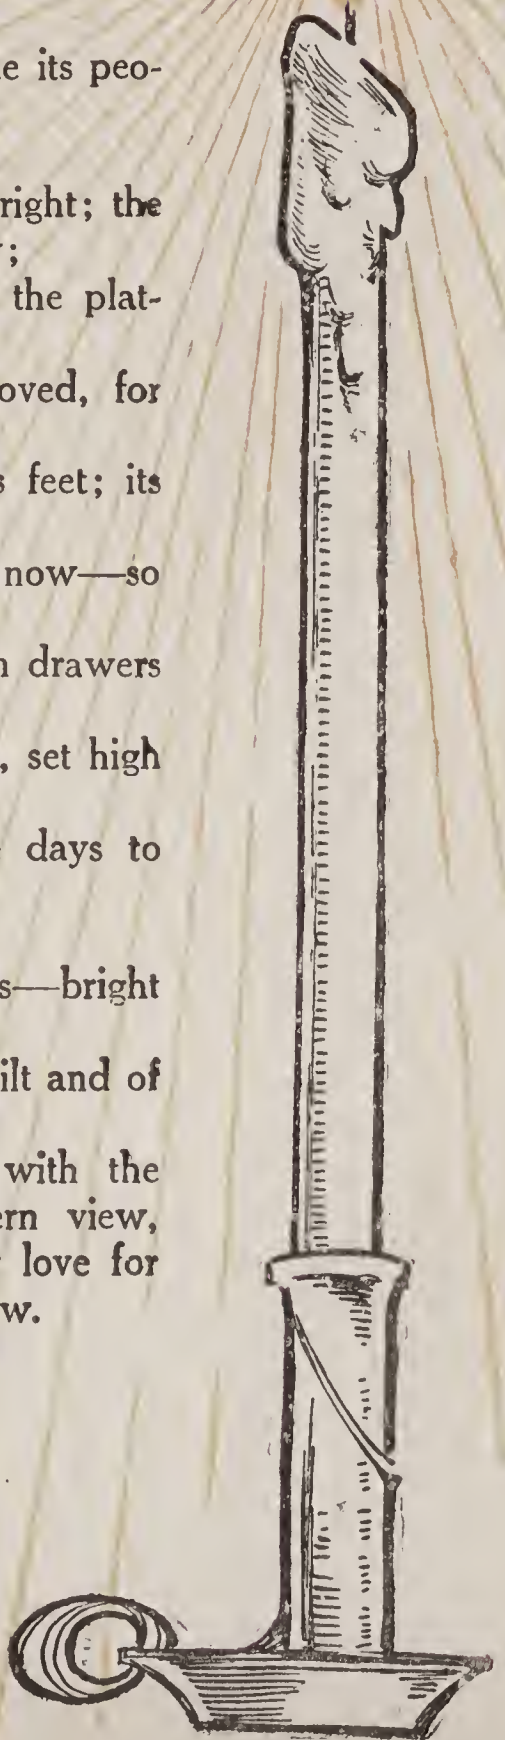 e its peo-
right; the
;
the plat-
oved, for
s feet; its
now—so
n drawers
, set high
days to
s—bright
ilt and of
with the
ern view,
love for
w.